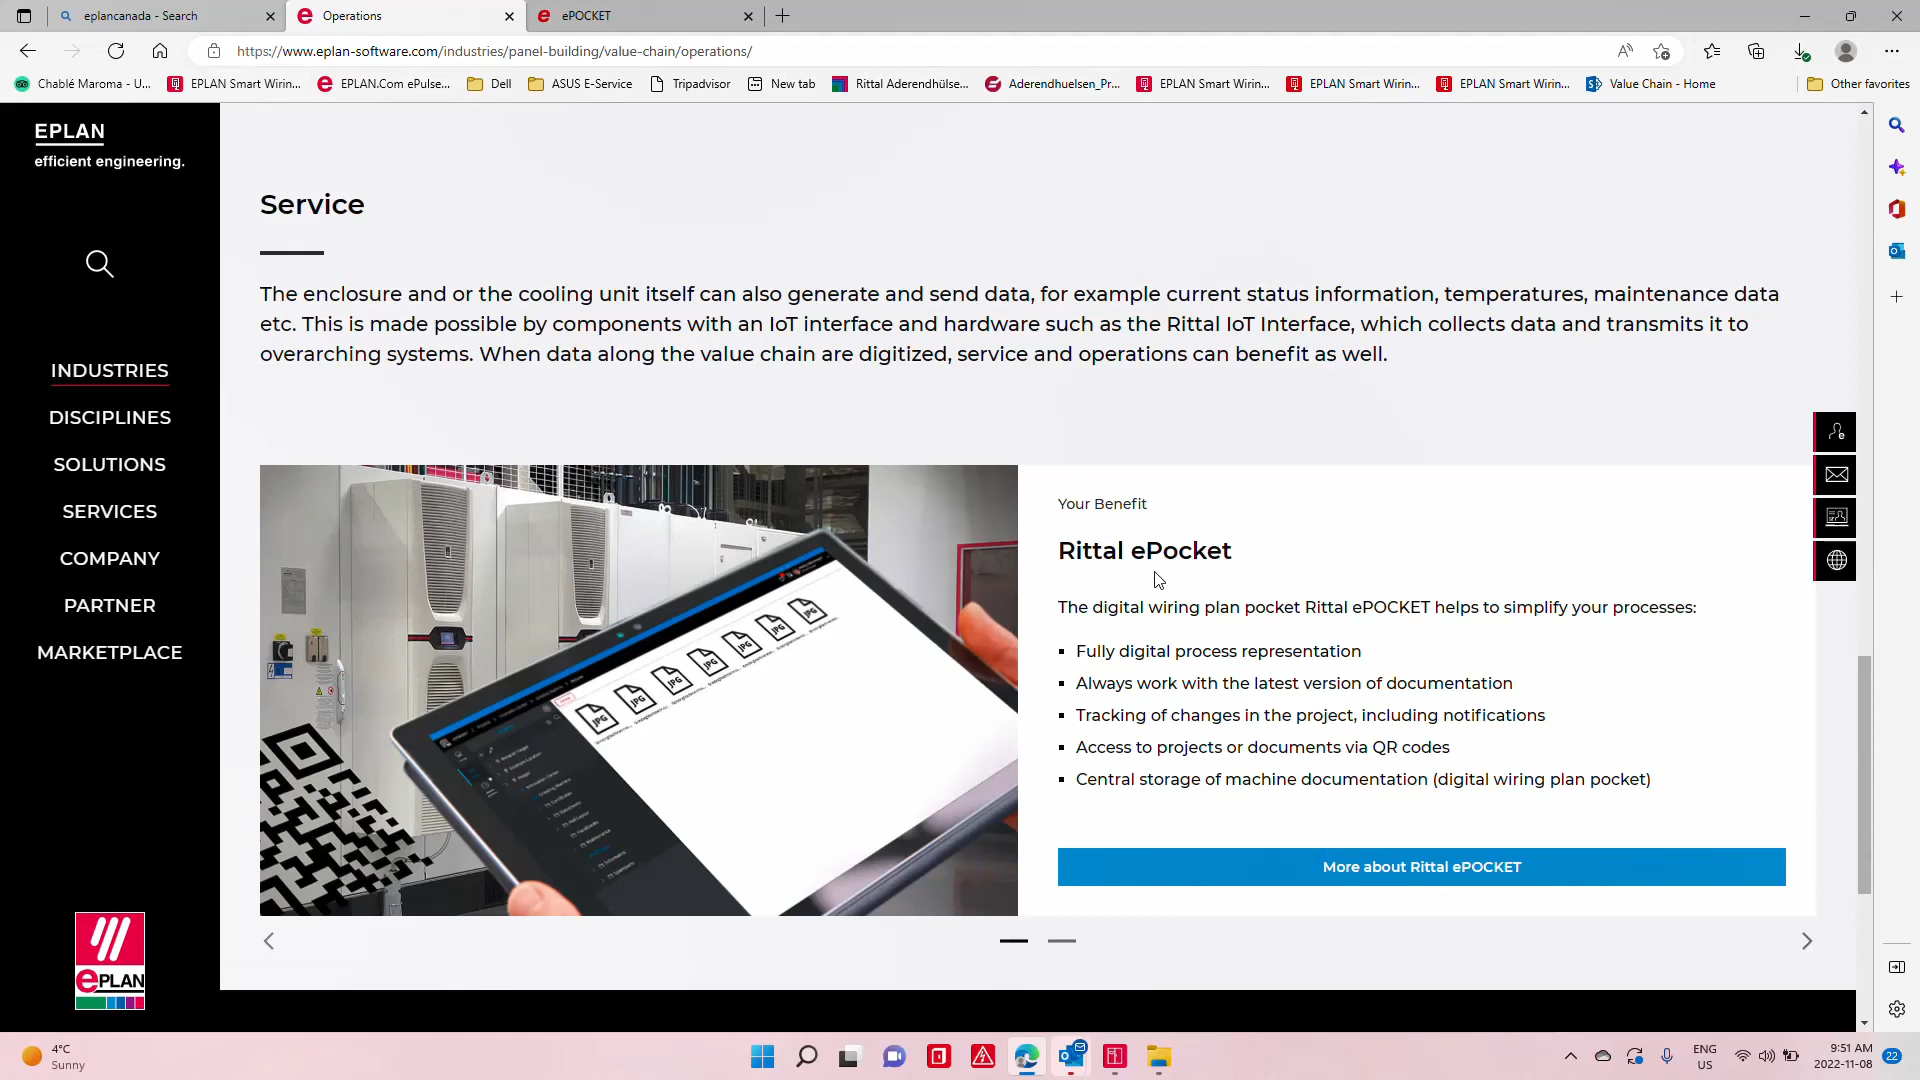 eplancanada - Search
Operations
ePOCKET
https://www.eplan-software.com/industries/panel-building/value-chain/operations/
Chablé Maroma - U...
EPLAN Smart Wirin...
EPLAN.Com ePulse...
Dell
ASUS E-Service
Tripadvisor
New tab
Rittal Aderendhülse...
Aderendhuelsen_Pr...
EPLAN Smart Wirin...
EPLAN Smart Wirin...
EPLAN Smart Wirin...
Value Chain - Home
Other favorites
EPLAN
efficient engineering.
INDUSTRIES
DISCIPLINES
SOLUTIONS
SERVICES
COMPANY
PARTNER
MARKETPLACE
ePLAN
Service
The enclosure and or the cooling unit itself can also generate and send data, for example current status information, temperatures, maintenance data
etc. This is made possible by components with an IoT interface and hardware such as the Rittal IoT Interface, which collects data and transmits it to
overarching systems. When data along the value chain are digitized, service and operations can benefit as well.
JPG
JPG
JPG
JPG
JPG
JPG
JPG
Your Benefit
Rittal ePocket
The digital wiring plan pocket Rittal ePOCKET helps to simplify your processes:
Fully digital process representation
Always work with the latest version of documentation
Tracking of changes in the project, including notifications
Access to projects or documents via QR codes
Central storage of machine documentation (digital wiring plan pocket)
More about Rittal ePOCKET
4°C
Sunny
ENG
US
9:51 AM
2022-11-08
22